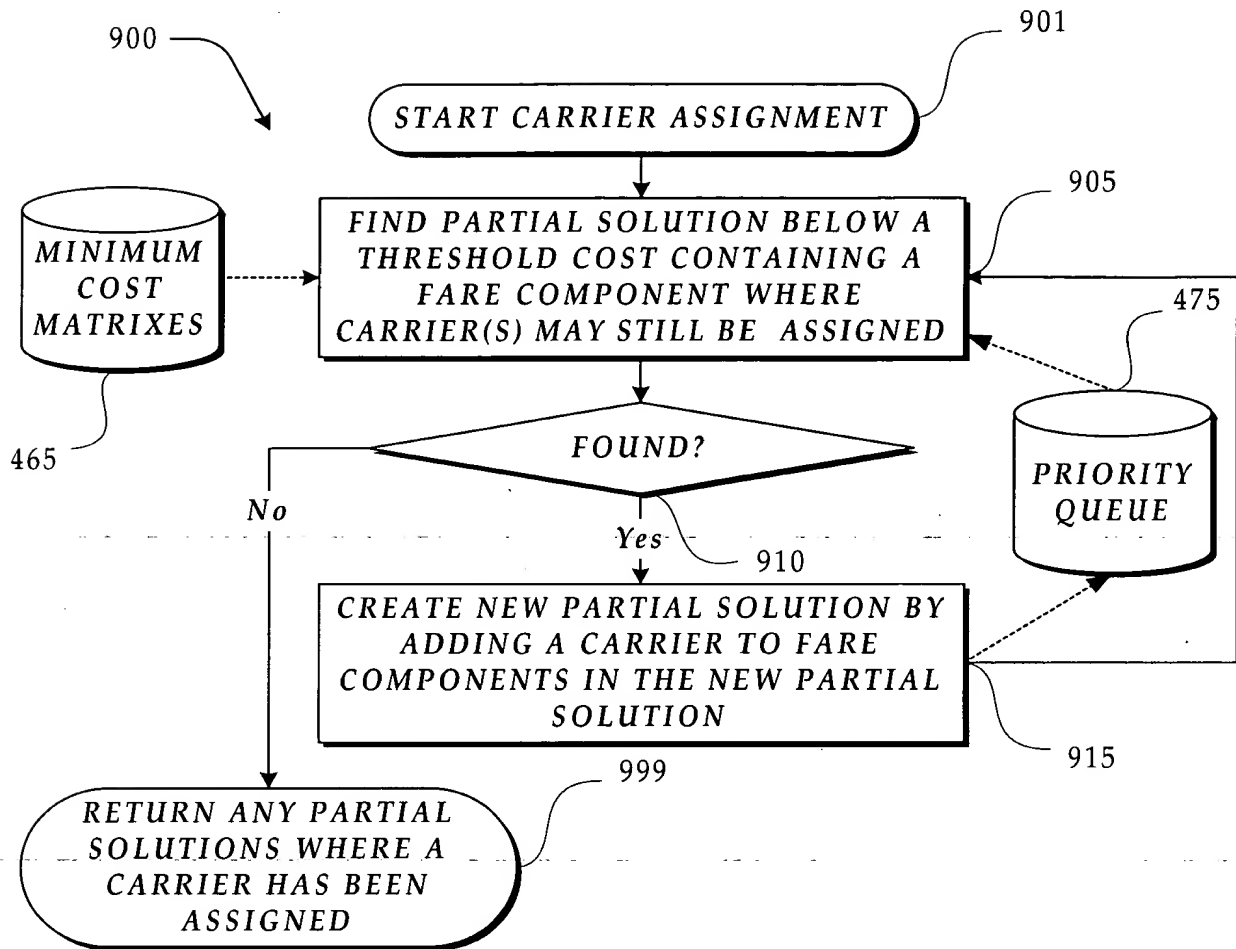 900
901
START CARRIER ASSIGNMENT
905
FIND PARTIAL SOLUTION BELOW A
THRESHOLD COST CONTAINING A
FARE COMPONENT WHERE
CARRIER(S) MAY STILL BE ASSIGNED
MINIMUM
COST
MATRIXES
465
475
PRIORITY
QUEUE
FOUND?
No
Yes
910
CREATE NEW PARTIAL SOLUTION BY
ADDING A CARRIER TO FARE
COMPONENTS IN THE NEW PARTIAL
SOLUTION
915
999
RETURN ANY PARTIAL
SOLUTIONS WHERE A
CARRIER HAS BEEN
ASSIGNED